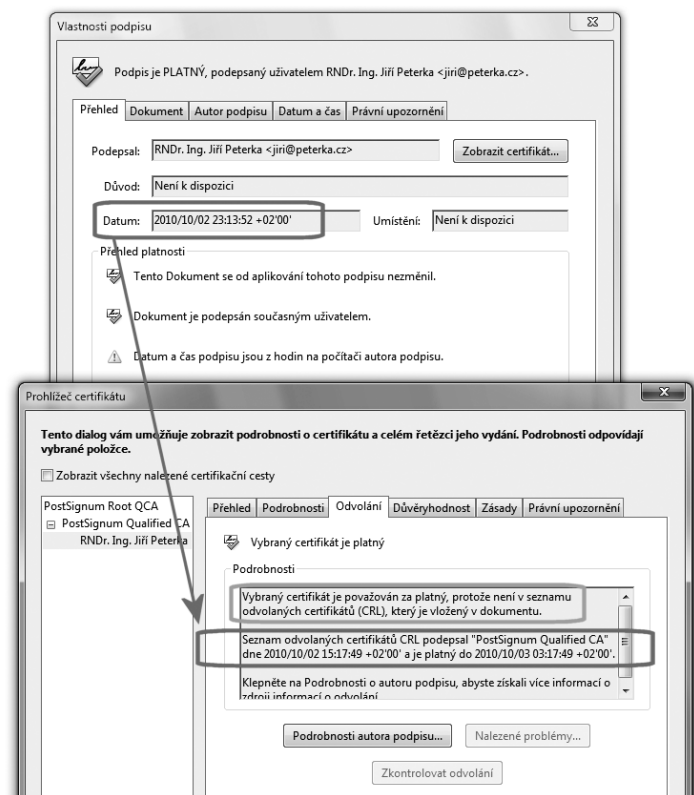 Vlastnosti podpisu
Podpis je PLATNÝ, podepsaný uživatelem RNDr. Ing. Jiří Peterka <jiri@peterka.cz>.
Přehled Dokument Autor podpisu Datum a čas Právní upozornění
Podepsal: RNDr. Ing. Jiří Peterka <jiri@peterka.cz> Zobrazit certifikát...
Důvod: Není k dispozici
Datum: 2010/10/02 23:13:52 +02'00' Umístění: Není k dispozici
Přehled platnosti
Tento Dokument se od aplikování tohoto podpisu nezměnil.
Dokument je podepsán současným uživatelem.
Datum a čas podpisu jsou z hodin na počítači autora podpisu.
Prohlížeč certifikátu
Tento dialog vám umožňuje zobrazit podrobnosti o certifikátu a celém řetězci jeho vydání. Podrobnosti odpovídají
vybrané položce.
Zobrazit všechny nalezené certifikační cesty
PostSignum Root QCA
PostSignum Qualified CA
RNDr. Ing. Jiří Peterka
Přehled Podrobnosti Odvolání Důvěryhodnost Zásady Právní upozornění
Vybraný certifikát je platný
Podrobnosti
Vybraný certifikát je považován za platný, protože není v seznamu
odvolaných certifikátů (CRL), který je vložený v dokumentu.
Seznam odvolaných certifikátů CRL podepsal "PostSignum Qualified CA"
dne 2010/10/02 15:17:49 +02'00' a je platný do 2010/10/03 03:17:49 +02'00'.
Klepněte na Podrobnosti o autoru podpisu, abyste získali více informací o
zdroji informací o odvolání.
Podrobnosti autora podpisu... Nalezené problémy...
Zkontrolovat odvolání